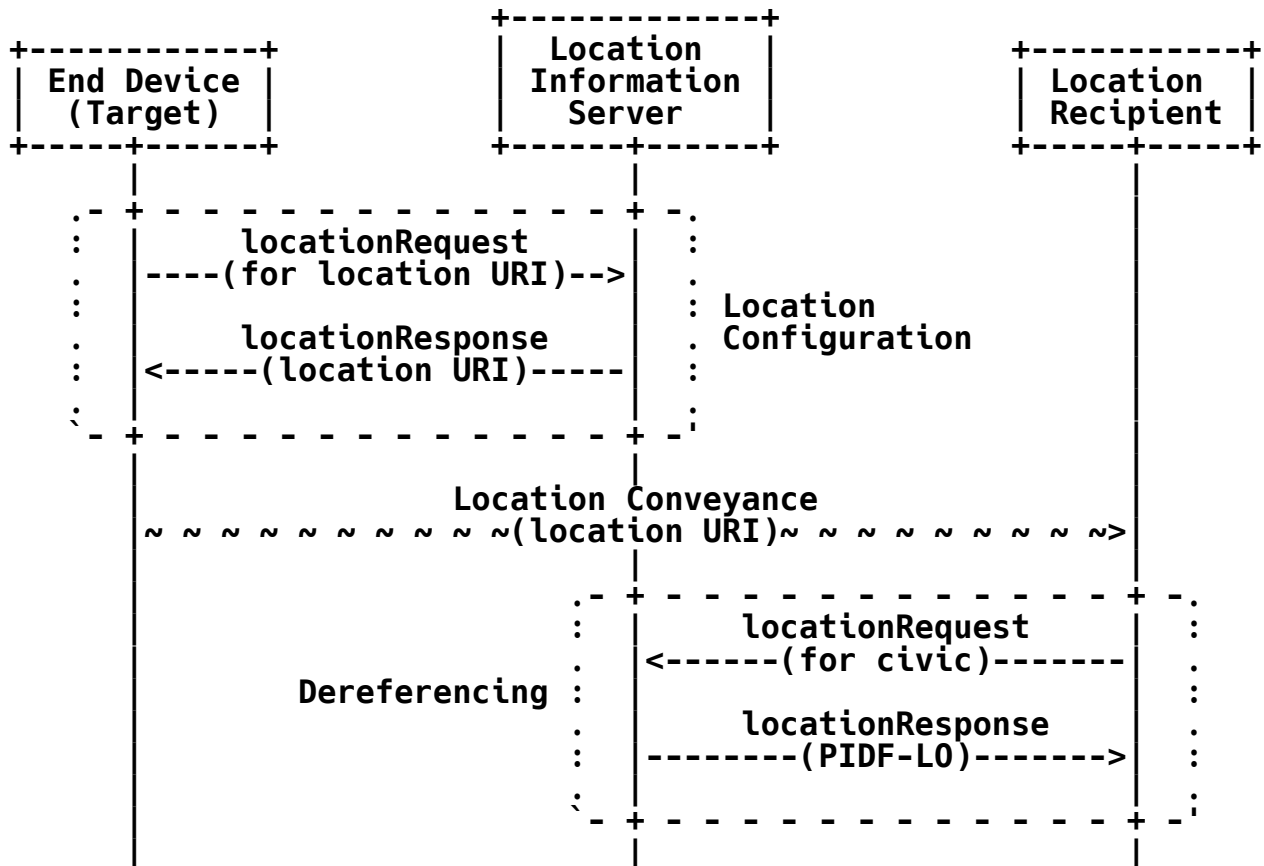 End Device
(Target)
Location
Information
Server
Location
Recipient
locationRequest
(for location URI)
locationResponse
(location URI)
Location
Configuration
Location Conveyance
(location URI)
locationRequest
(for civic)
Dereferencing
locationResponse
(PIDF-LO)